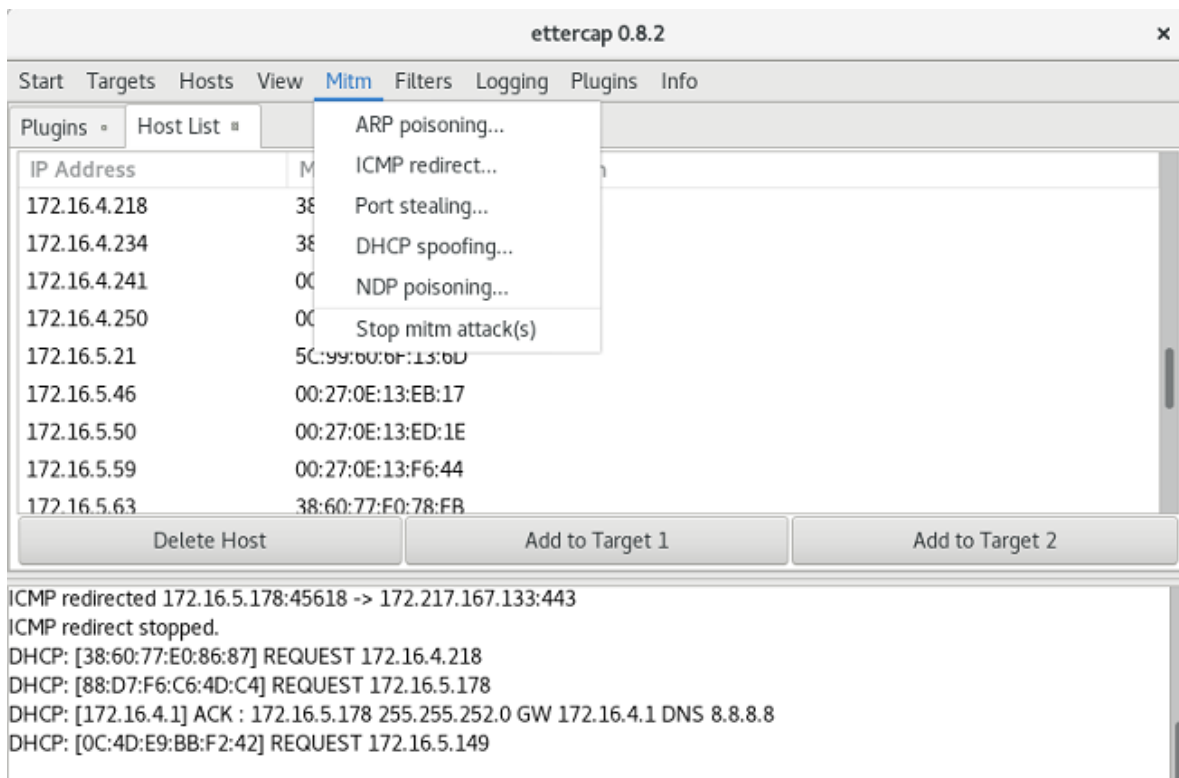 ettercap 0.8.2 ×
Start Targets Hosts View Mitm Filters Logging Plugins Info
Plugins Host List
ARP poisoning...
IP Address
ICMP redirect...
172.16.4.218 38
Port stealing...
172.16.4.234 38
DHCP spoofing...
172.16.4.241 00
NDP poisoning...
172.16.4.250 00
Stop mitm attack(s)
172.16.5.21 5C:99:60:6F:13:6D
172.16.5.46 00:27:0E:13:EB:17
172.16.5.50 00:27:0E:13:ED:1E
172.16.5.59 00:27:0E:13:F6:44
172.16.5.63 38:60:77:E0:78:EB
Delete Host Add to Target 1 Add to Target 2
ICMP redirected 172.16.5.178:45618 -> 172.217.167.133:443
ICMP redirect stopped.
DHCP: [38:60:77:E0:86:87] REQUEST 172.16.4.218
DHCP: [88:D7:F6:C6:4D:C4] REQUEST 172.16.5.178
DHCP: [172.16.4.1] ACK : 172.16.5.178 255.255.252.0 GW 172.16.4.1 DNS 8.8.8.8
DHCP: [0C:4D:E9:BB:F2:42] REQUEST 172.16.5.149